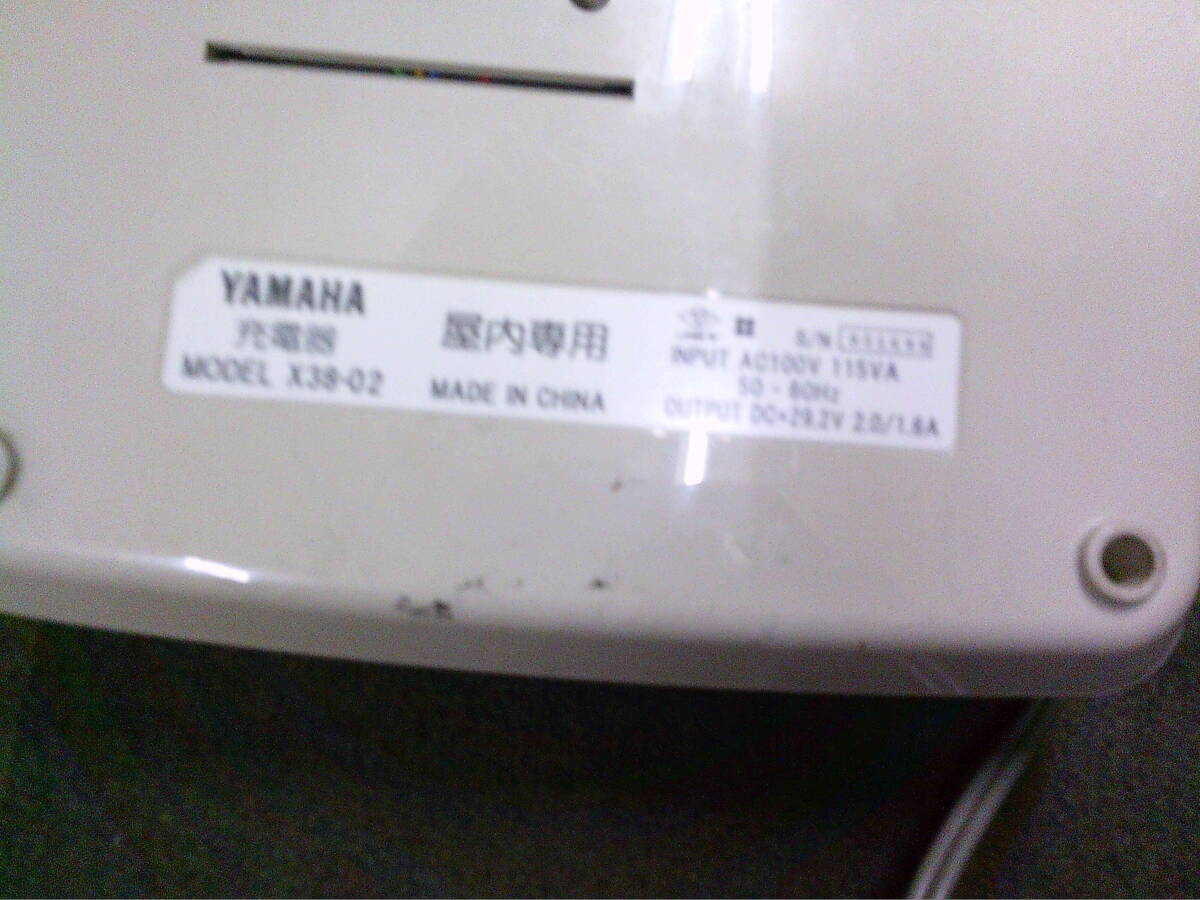 YAMAHA
充電器
MODEL X38-02
屋内専用
MADE IN CHINA
S/N
INPUT AC100V 115VA
50-60Hz
OUTPUT DC 29.2V 2.0/1.6A